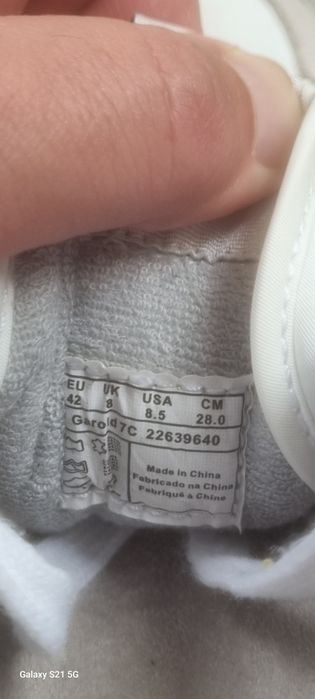 EU UK USA CM
42 8 8.5 28.0
Garold 7C 22639640
Made in China
Fabricado na China
Fabriqué à Chine
Galaxy S21 5G